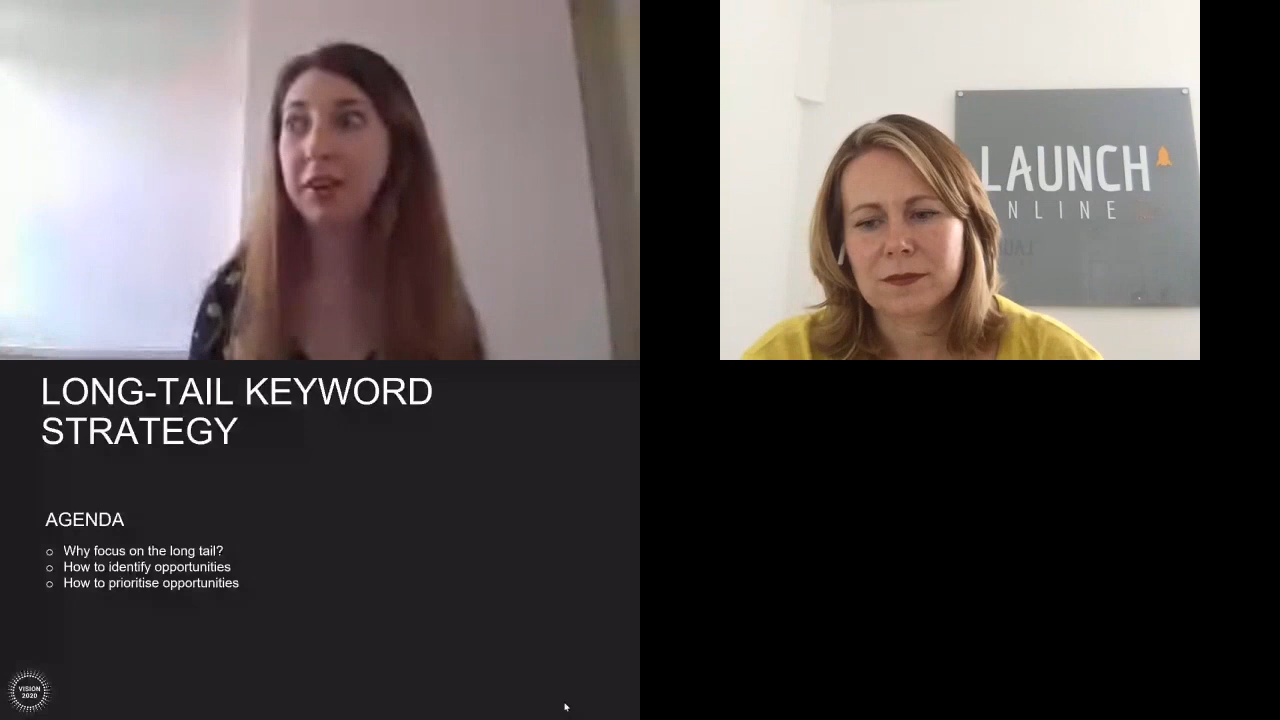 LAUNCH
NLINE
LONG-TAIL KEYWORD
STRATEGY
AGENDA
o Why focus on the long tail?
o How to identify opportunities
o How to prioritise opportunities
VISION
2020